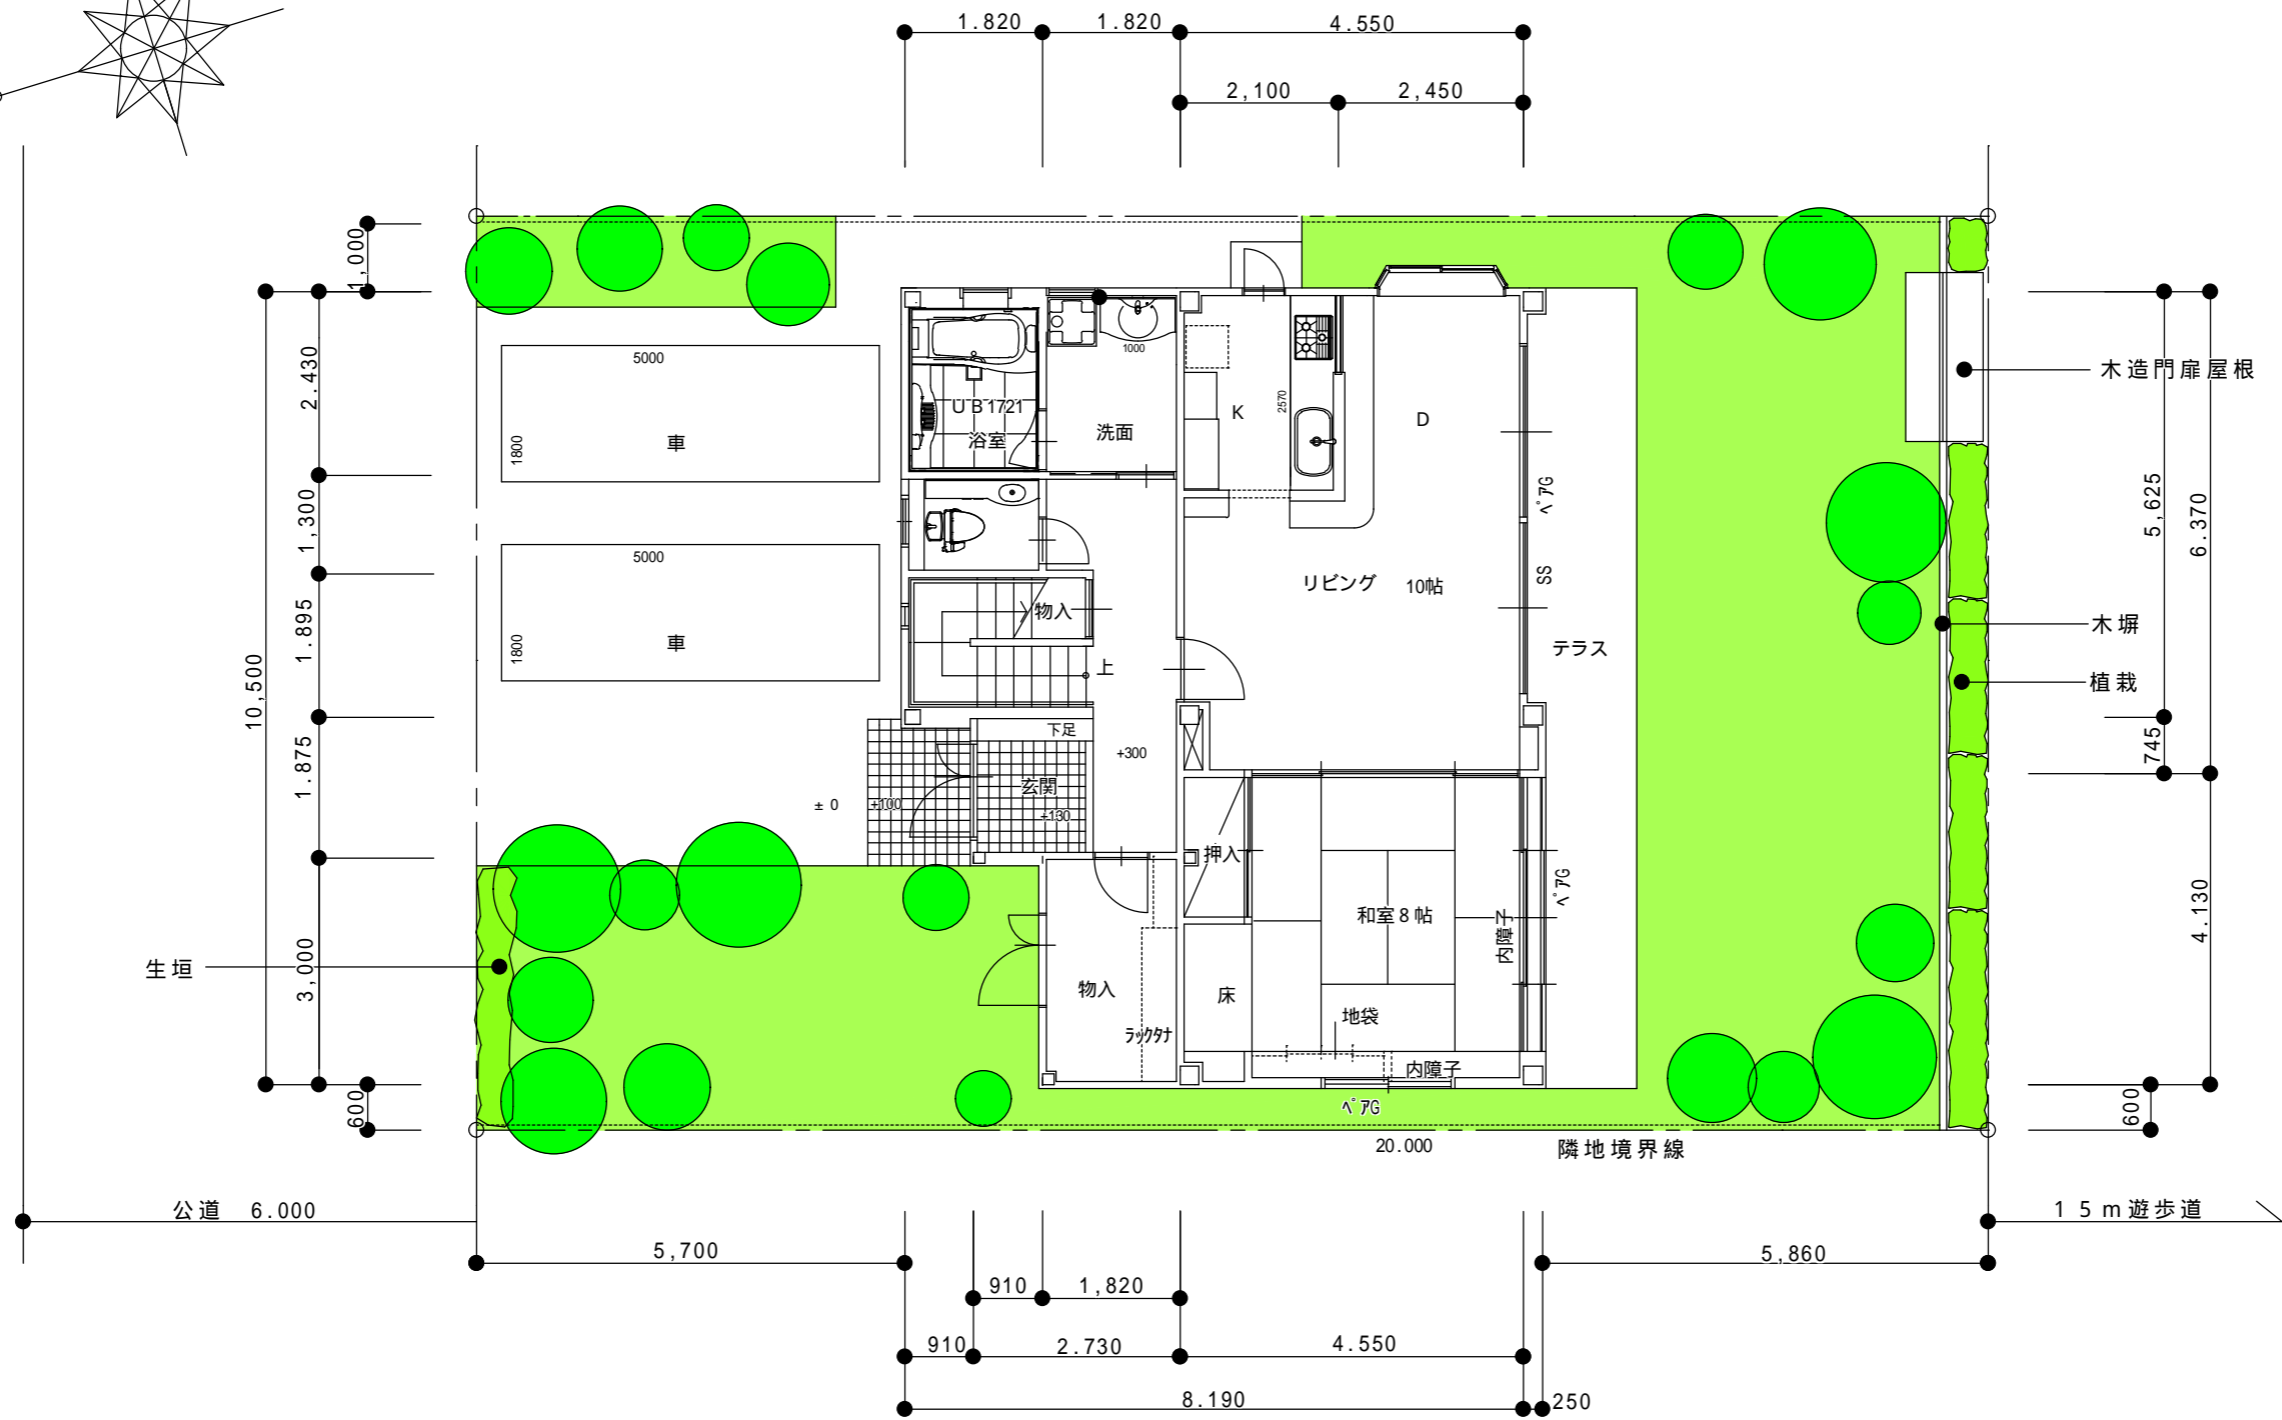 1.820 1.820 4.550
2,100 2,450
1,000
2.430
1,300
1.895
10,500
1.875
3,000
600
5000
1800
車
5000
1800
車
UB1721
浴室
1000
洗面
K
2570
D
ペアG
リビング 10帖
SS
テラス
物入
上
下足
+300
玄関
±0 +100
+130
押入
和室8帖
内障子
ペアG
物入
床
地袋
ラックタナ
内障子
ペアG
生垣
木造門扉屋根
5,625
6.370
木塀
植栽
745
4.130
600
20.000 隣地境界線
公道 6.000
15m遊歩道
5,700 5,860
910 1,820
910 2.730 4.550
8.190 250